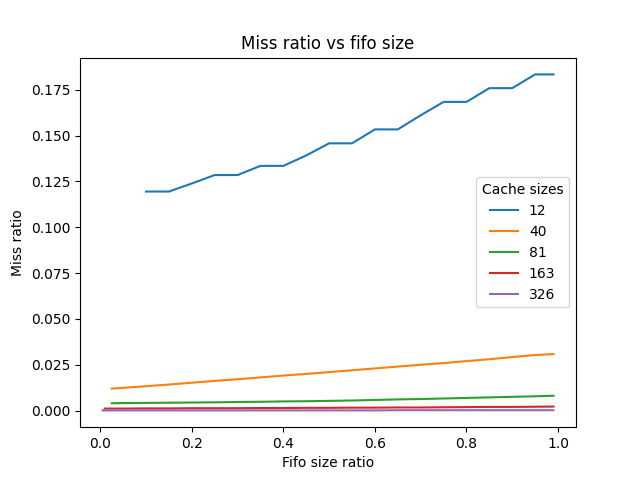 Miss ratio vs fifo size
Miss ratio
0.175
0.150
0.125
0.100
0.075
0.050
0.025
0.000
Cache sizes
12
40
81
163
326
0.0 0.2 0.4 0.6 0.8 1.0
Fifo size ratio